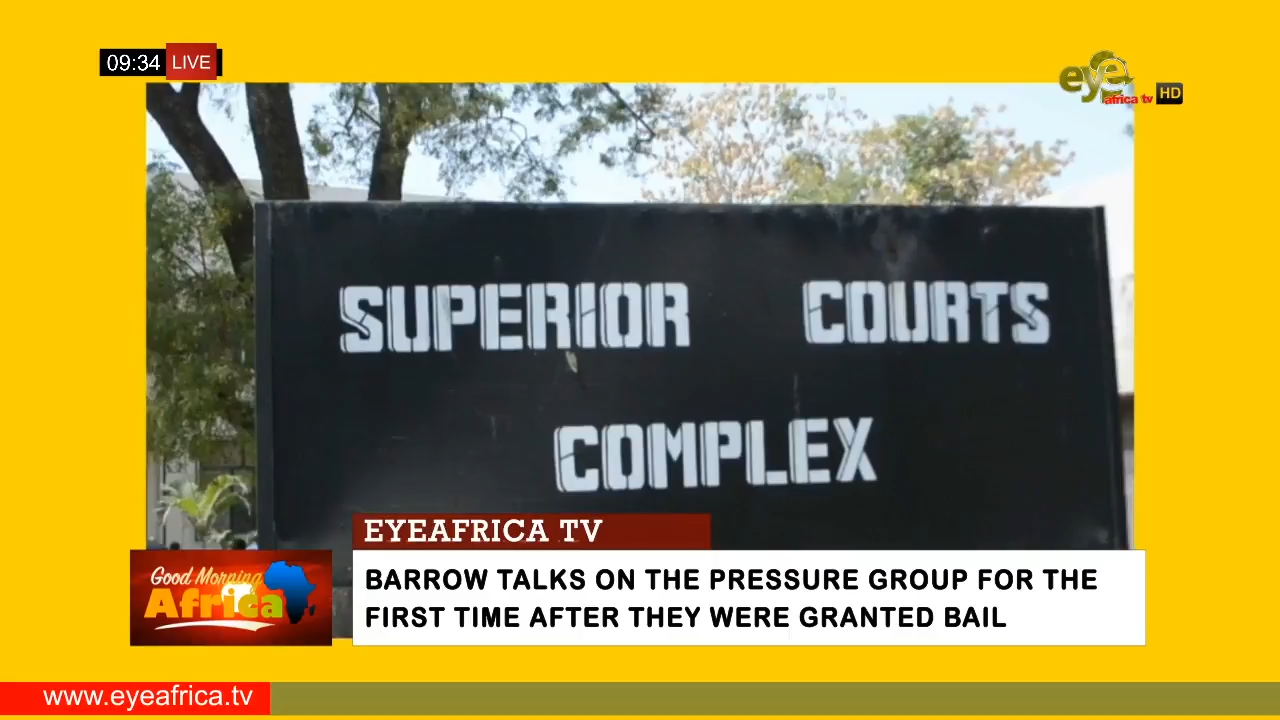 09:34 LIVE
eye
africa tv HD
SUPERIOR COURTS
COMPLEX
EYEAFRICA TV
Good Morning
Africa
BARROW TALKS ON THE PRESSURE GROUP FOR THE
FIRST TIME AFTER THEY WERE GRANTED BAIL
www.eyeafrica.tv